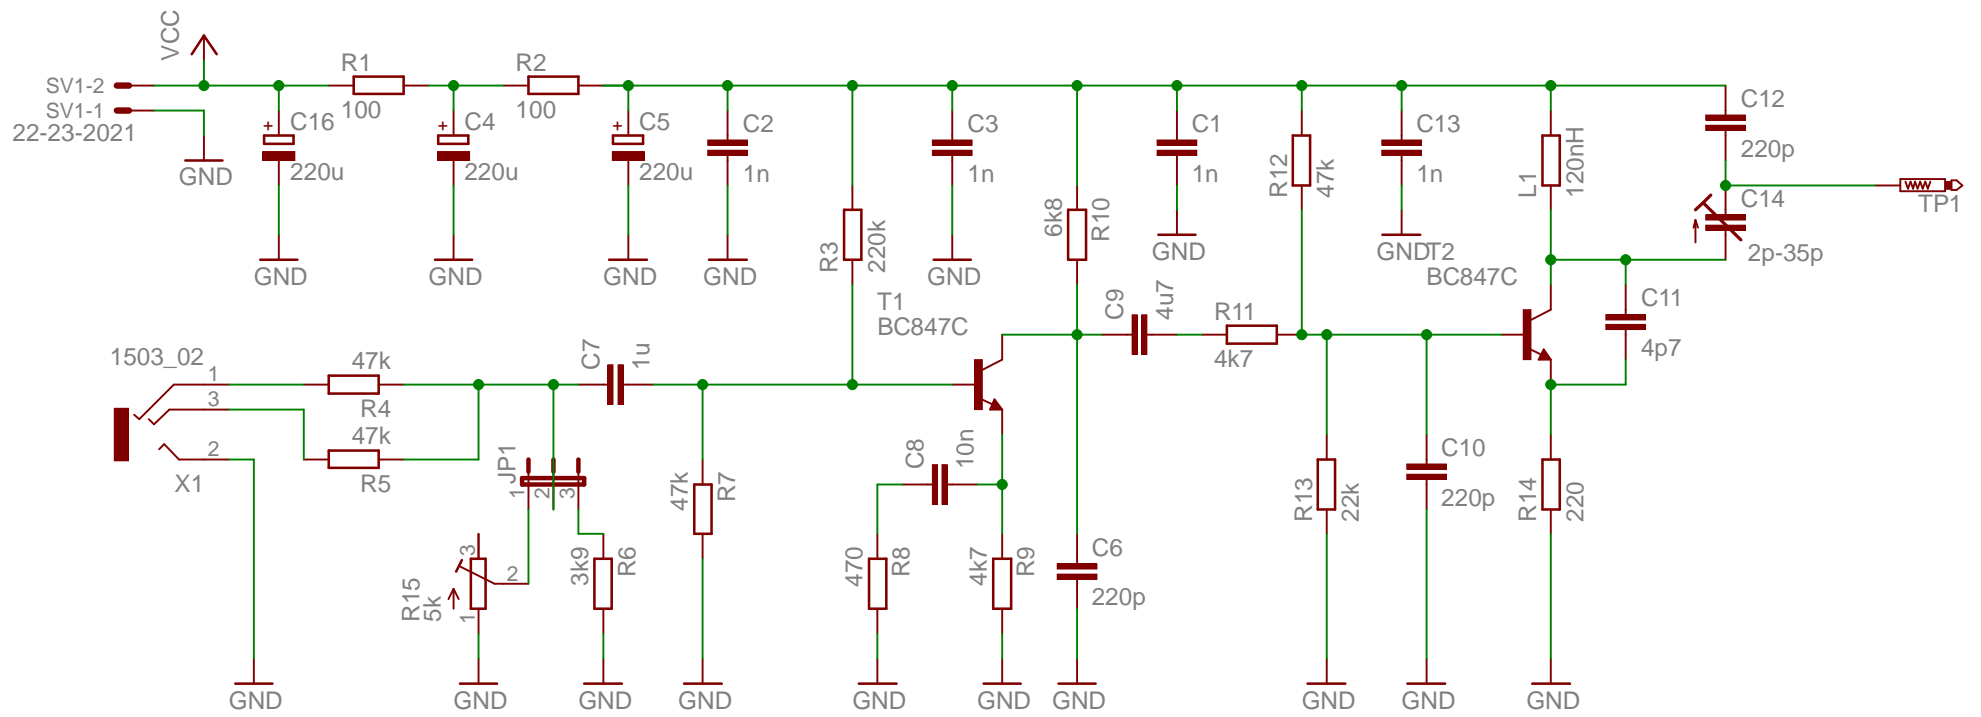 VCC
SV1-2
SV1-1
22-23-2021
GND
R1
100
R2
100
C16
220u
GND
C4
220u
GND
C5
220u
GND
C2
1n
GND
R3
220k
C3
1n
GND
6k8
R10
C1
1n
GND
R12
47k
C13
1n
GND
L1
120nH
C12
220p
C14
2p-35p
TP1
T2
BC847C
C11
4p7
T1
BC847C
C9
4u7
R11
4k7
1503_02
1
3
2
X1
47k
R4
47k
R5
C7
1u
JP1
1
2
3
R15
5k
3
2
1
3k9
R6
47k
R7
C8
10n
470
R8
4k7
R9
C6
220p
R13
22k
C10
220p
R14
220
GND
GND
GND
GND
GND
GND
GND
GND
GND
GND